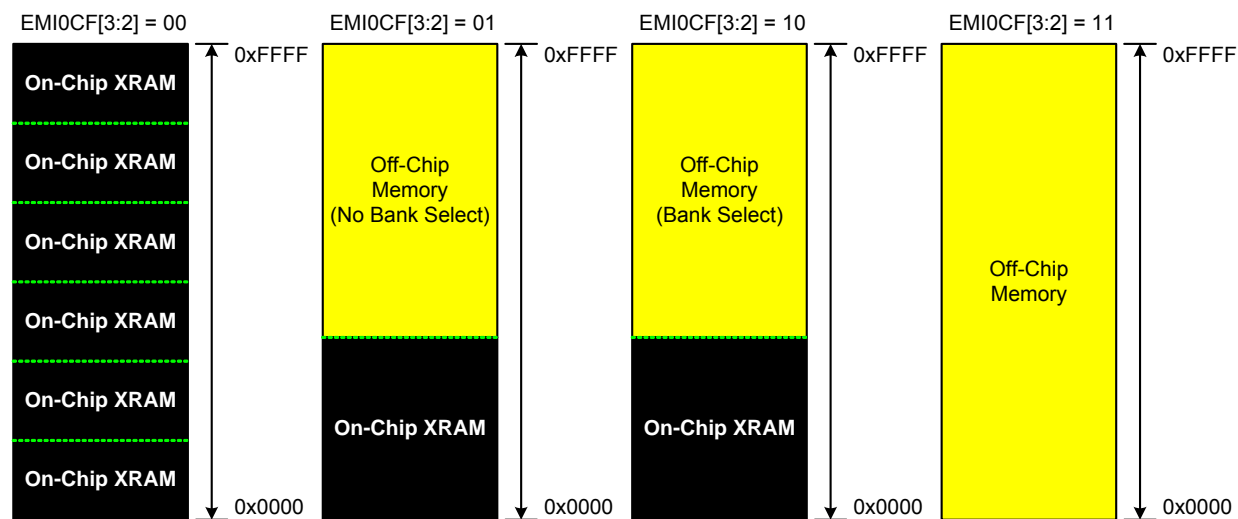 EMI0CF[3:2] = 00
On-Chip XRAM
On-Chip XRAM
On-Chip XRAM
On-Chip XRAM
On-Chip XRAM
On-Chip XRAM
0xFFFF
0x0000
EMI0CF[3:2] = 01
Off-Chip
Memory
(No Bank Select)
On-Chip XRAM
0xFFFF
0x0000
EMI0CF[3:2] = 10
Off-Chip
Memory
(Bank Select)
On-Chip XRAM
0xFFFF
0x0000
EMI0CF[3:2] = 11
Off-Chip
Memory
0xFFFF
0x0000